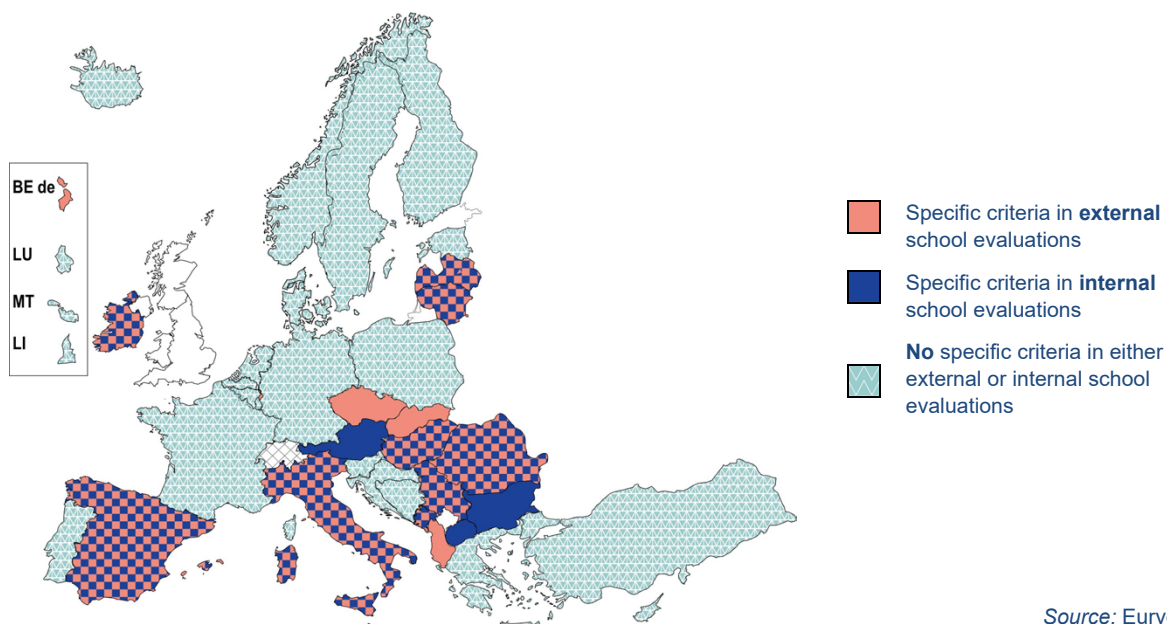 BE de
LU
MT
LI
Specific criteria in external
school evaluations
Specific criteria in internal
school evaluations
No specific criteria in either
external or internal school
evaluations
Source: Eury